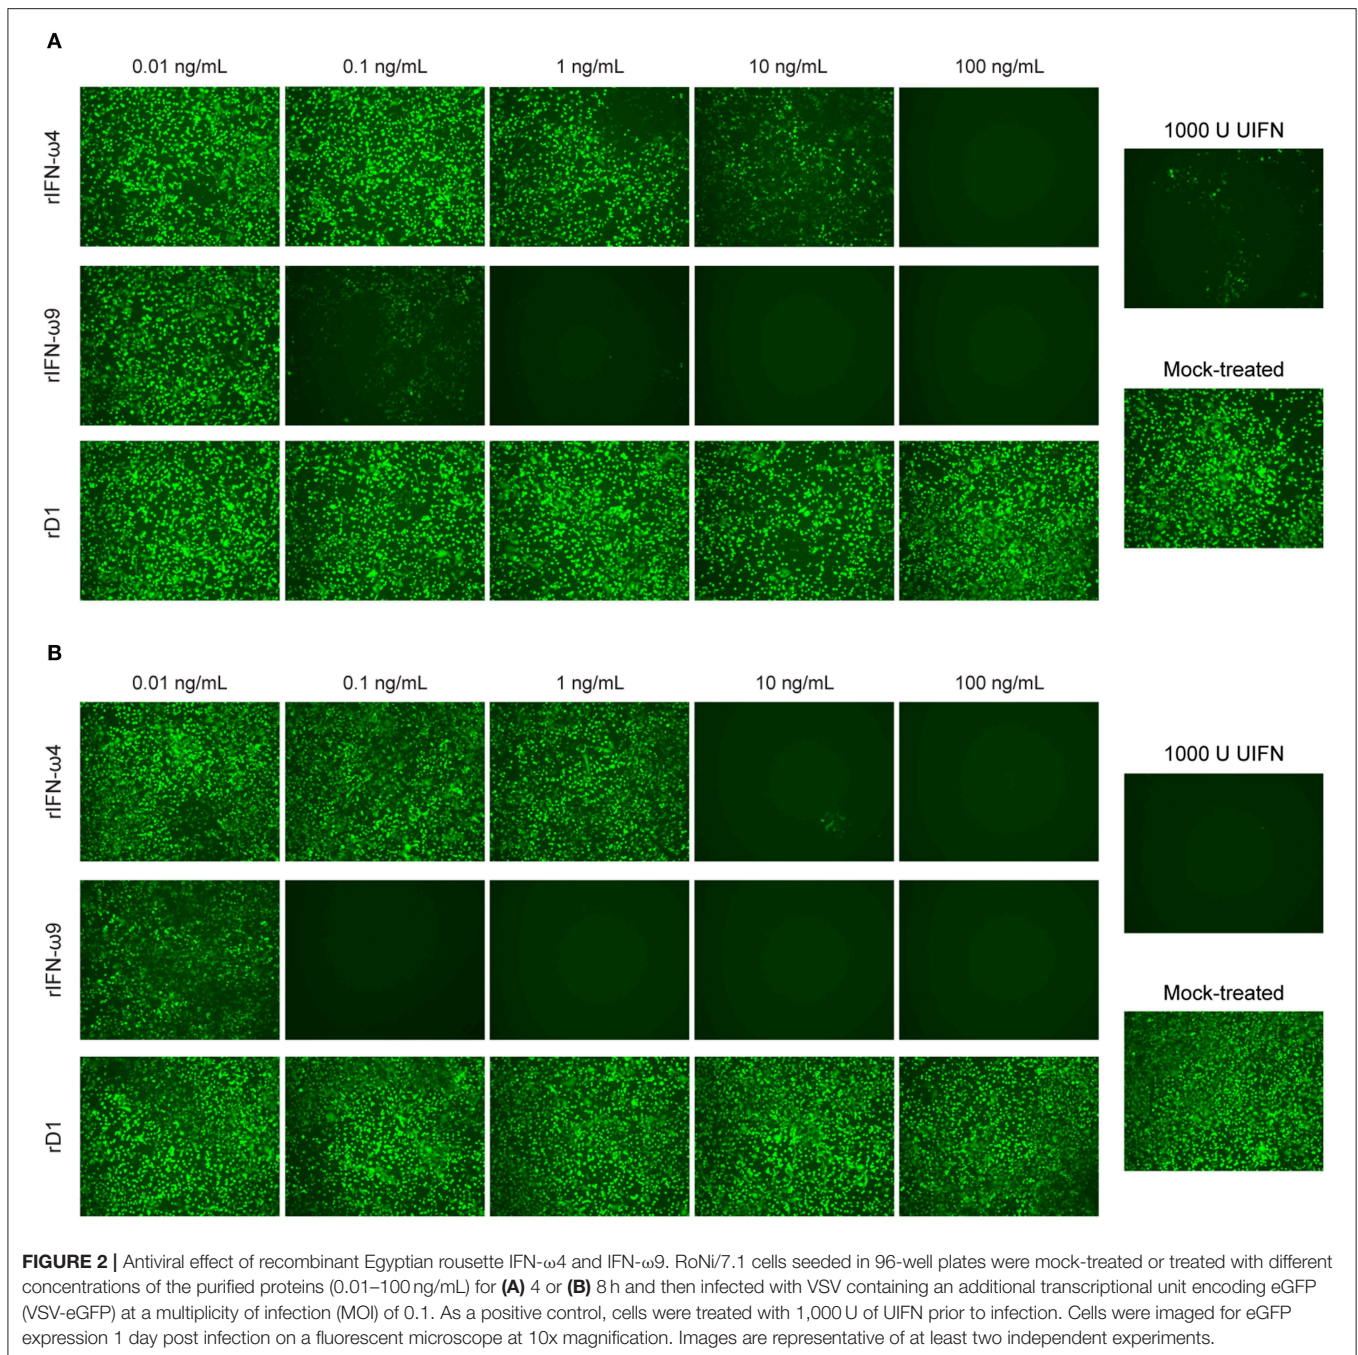 A
0.01 ng/mL 0.1 ng/mL 1 ng/mL 10 ng/mL 100 ng/mL
rIFN-ω4
1000 U UIFN
rIFN-ω9
Mock-treated
rD1
B
0.01 ng/mL 0.1 ng/mL 1 ng/mL 10 ng/mL 100 ng/mL
rIFN-ω4
1000 U UIFN
rIFN-ω9
Mock-treated
rD1
FIGURE 2 | Antiviral effect of recombinant Egyptian rousette IFN-ω4 and IFN-ω9. RoNi/7.1 cells seeded in 96-well plates were mock-treated or treated with different
concentrations of the purified proteins (0.01–100 ng/mL) for (A) 4 or (B) 8 h and then infected with VSV containing an additional transcriptional unit encoding eGFP
(VSV-eGFP) at a multiplicity of infection (MOI) of 0.1. As a positive control, cells were treated with 1,000 U of UIFN prior to infection. Cells were imaged for eGFP
expression 1 day post infection on a fluorescent microscope at 10x magnification. Images are representative of at least two independent experiments.